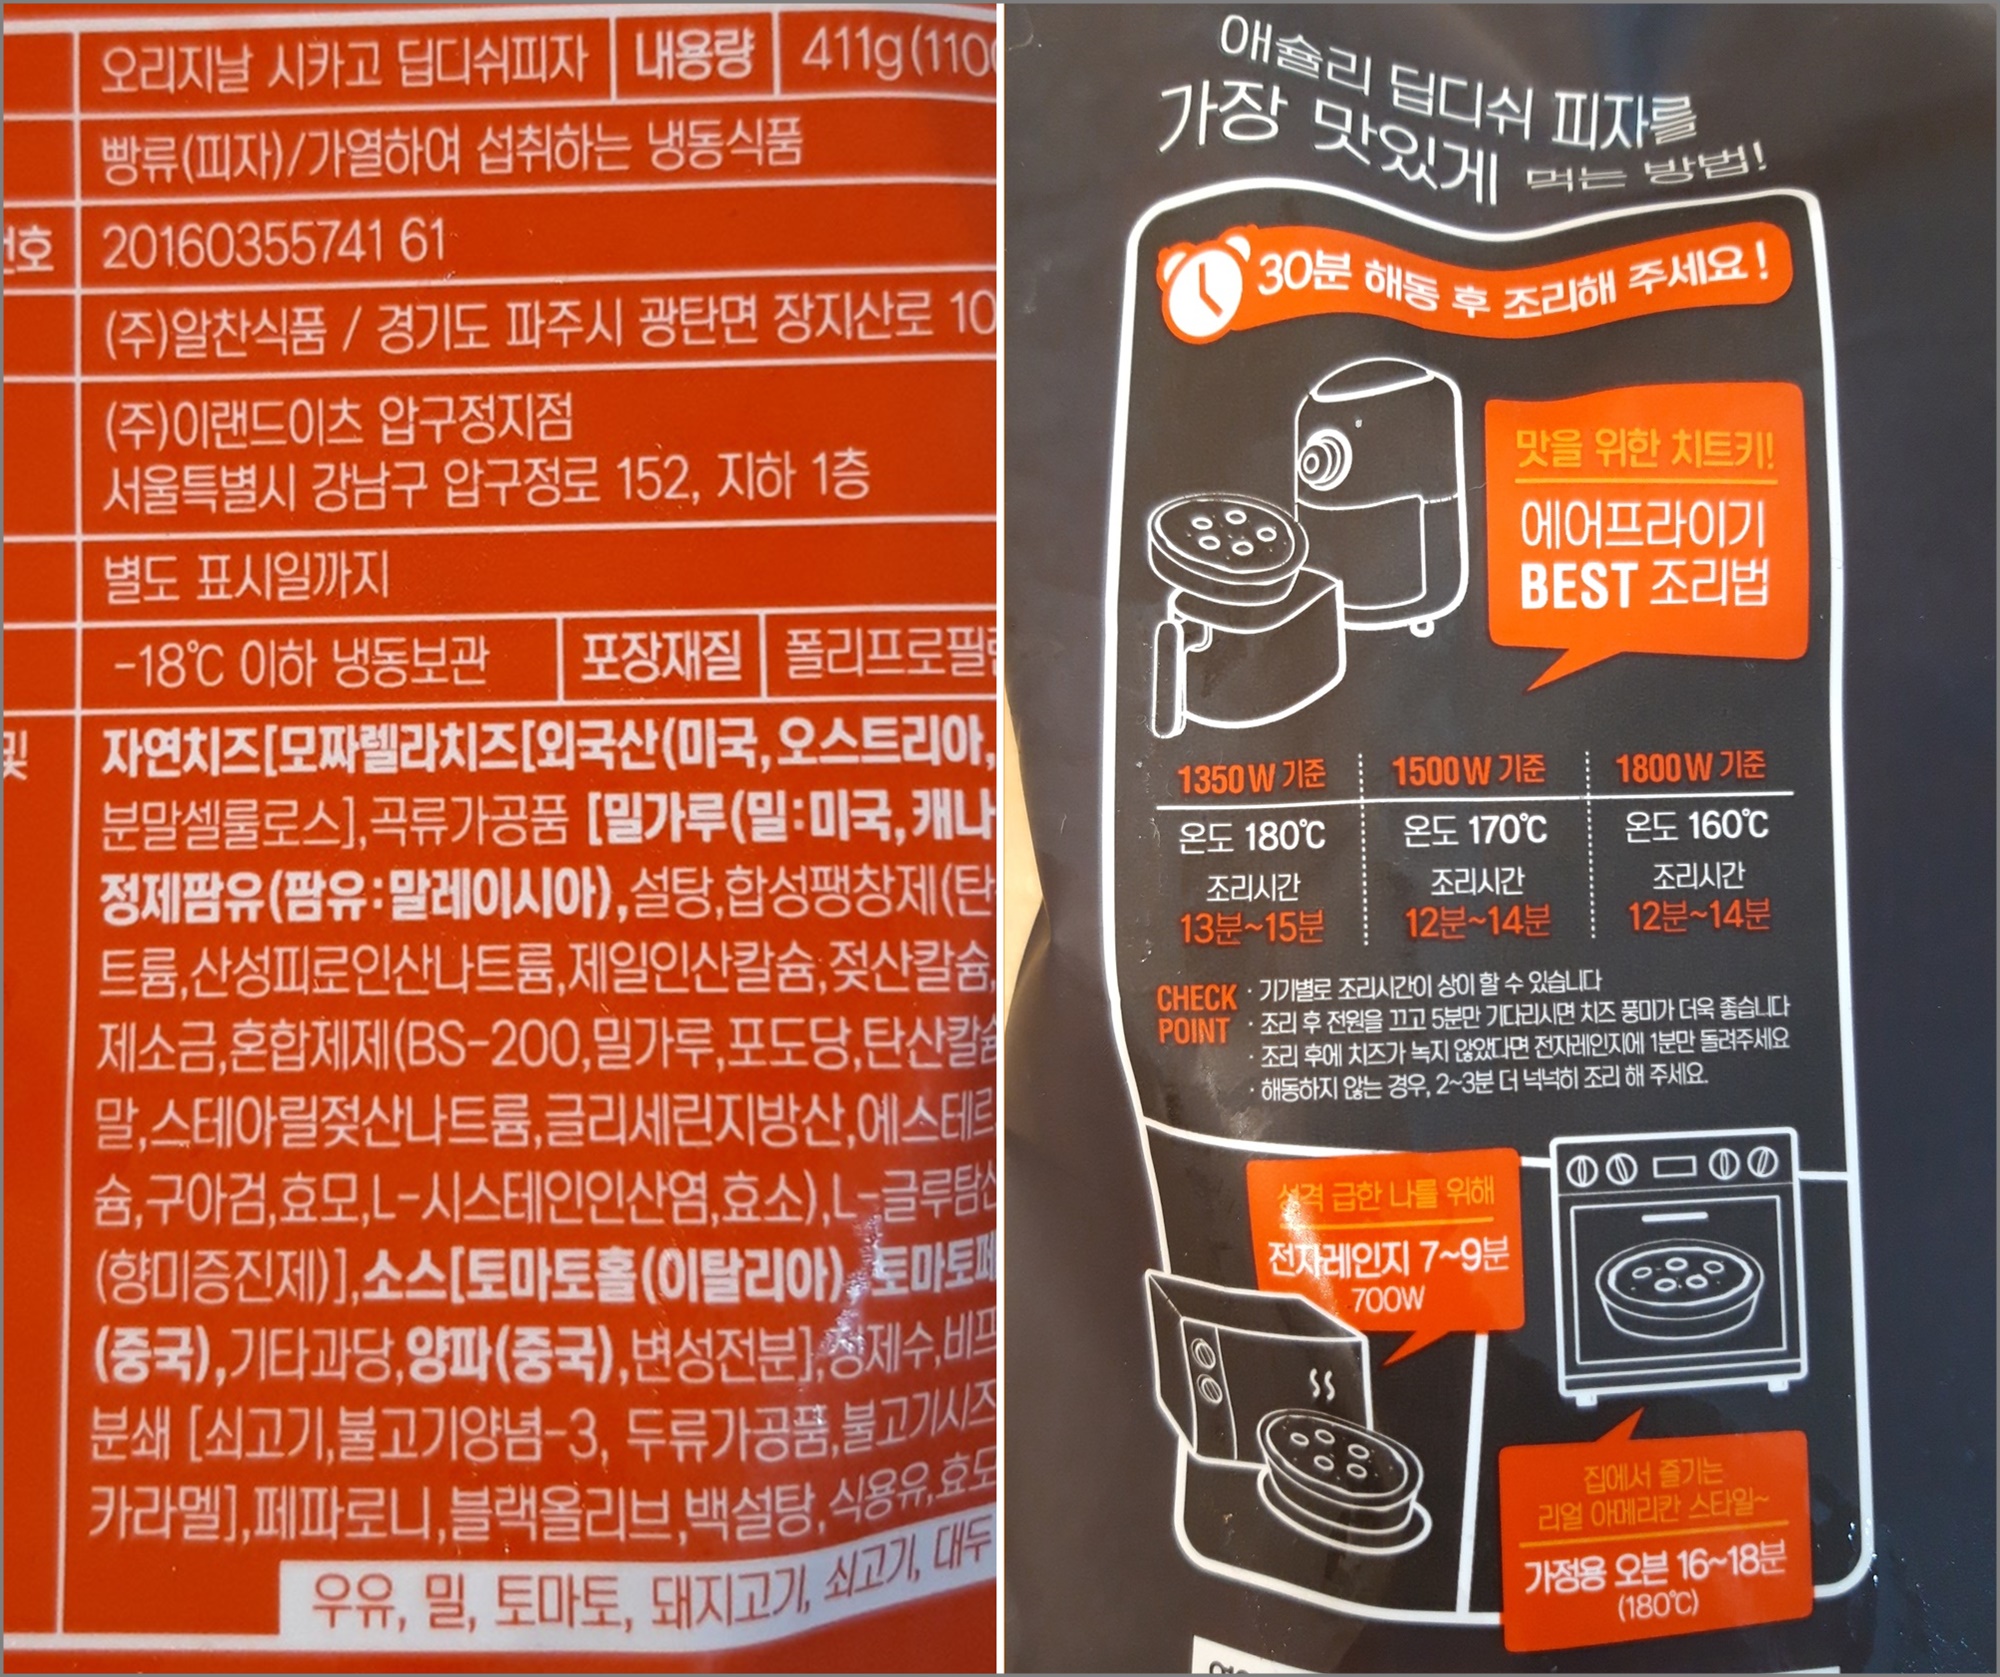 오리지날 시카고 딥디쉬피자 내용량 411g(110
빵류(피자)/가열하여 섭취하는 냉동식품
호 20160355741 61
(주)알찬식품 / 경기도 파주시 광탄면 장지산로 10
(주)이랜드이츠 압구정지점
서울특별시 강남구 압구정로 152, 지하 1층
별도 표시일까지
-18℃ 이하 냉동보관 포장재질 폴리프로필렌
및 자연치즈[모짜렐라치즈[외국산(미국,오스트리아,
분말셀룰로스],곡류가공품 [밀가루(밀:미국,캐나
정제팜유(팜유:말레이시아),설탕,합성팽창제(탄
트륨,산성피로인산나트륨,제일인산칼슘,젖산칼슘,
제소금,혼합제제(BS-200,밀가루,포도당,탄산칼슘
말,스테아릴젖산나트륨,글리세린지방산,에스테르
슘,구아검,효모,L-시스테인인산염,효소),L-글루탐산
(향미증진제)],소스[토마토홀(이탈리아) 토마토페
(중국),기타과당,양파(중국),변성전분],정제수,비프
분쇄 [쇠고기,불고기양념-3, 두류가공품,불고기시즈
카라멜],페파로니,블랙올리브,백설탕,식용유,효모
우유, 밀, 토마토, 돼지고기, 쇠고기, 대두
애슐리 딥디쉬 피자를
가장 맛있게 먹는 방법!
30분 해동 후 조리해 주세요!
맛을 위한 치트키!
에어프라이기
BEST 조리법
1350W 기준 1500W 기준 1800W 기준
온도 180℃ 온도 170℃ 온도 160℃
조리시간 조리시간 조리시간
13분~15분 12분~14분 12분~14분
CHECK POINT
· 기기별로 조리시간이 상이 할 수 있습니다
· 조리 후 전원을 끄고 5분만 기다리시면 치즈 풍미가 더욱 좋습니다
· 조리 후에 치즈가 녹지 않았다면 전자레인지에 1분만 돌려주세요
· 해동하지 않는 경우, 2~3분 더 넉넉히 조리 해 주세요.
성격 급한 나를 위해
전자레인지 7~9분
700W
집에서 즐기는
리얼 아메리칸 스타일~
가정용 오븐 16~18분
(180℃)